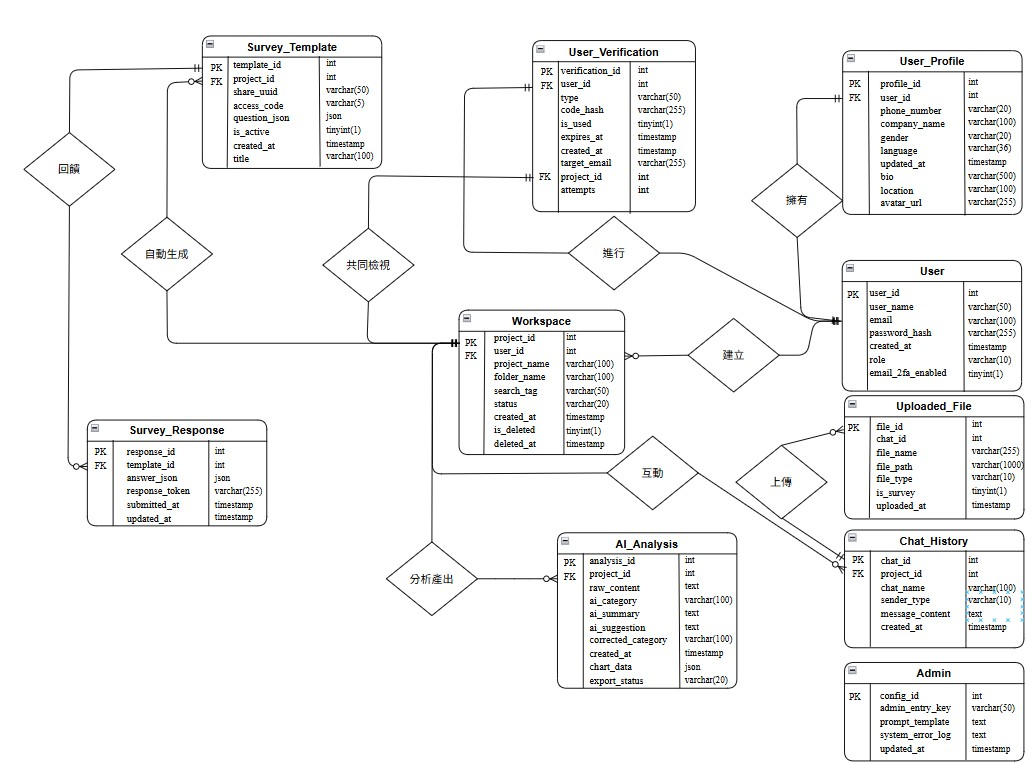 Survey_Template
PK template_id int
FK project_id int
share_uuid varchar(50)
access_code varchar(5)
question_json json
is_active tinyint(1)
created_at timestamp
title varchar(100)
User_Verification
PK verification_id int
FK user_id int
type varchar(50)
code_hash varchar(255)
is_used tinyint(1)
expires_at timestamp
created_at timestamp
target_email varchar(255)
FK project_id int
attempts int
User_Profile
PK profile_id int
FK user_id int
phone_number varchar(20)
company_name varchar(100)
gender varchar(20)
language varchar(36)
updated_at timestamp
bio varchar(500)
location varchar(100)
avatar_url varchar(255)
回饋
自動生成
共同檢視
進行
擁有
User
PK user_id int
user_name varchar(50)
email varchar(100)
password_hash varchar(255)
created_at timestamp
role varchar(10)
email_2fa_enabled tinyint(1)
Workspace
PK project_id int
FK user_id int
project_name varchar(100)
folder_name varchar(100)
search_tag varchar(50)
status varchar(20)
created_at timestamp
is_deleted tinyint(1)
deleted_at timestamp
建立
Survey_Response
PK response_id int
FK template_id int
answer_json json
response_token varchar(255)
submitted_at timestamp
updated_at timestamp
互動
上傳
Uploaded_File
PK file_id int
chat_id int
file_name varchar(255)
file_path varchar(1000)
file_type varchar(10)
is_survey tinyint(1)
uploaded_at timestamp
分析產出
AI_Analysis
PK analysis_id int
FK project_id int
raw_content text
ai_category varchar(100)
ai_summary text
ai_suggestion text
corrected_category varchar(100)
created_at timestamp
chart_data json
export_status varchar(20)
Chat_History
PK chat_id int
FK project_id int
chat_name varchar(100)
sender_type varchar(10)
message_content text
created_at timestamp
Admin
PK config_id int
admin_entry_key varchar(50)
prompt_template text
system_error_log text
updated_at timestamp